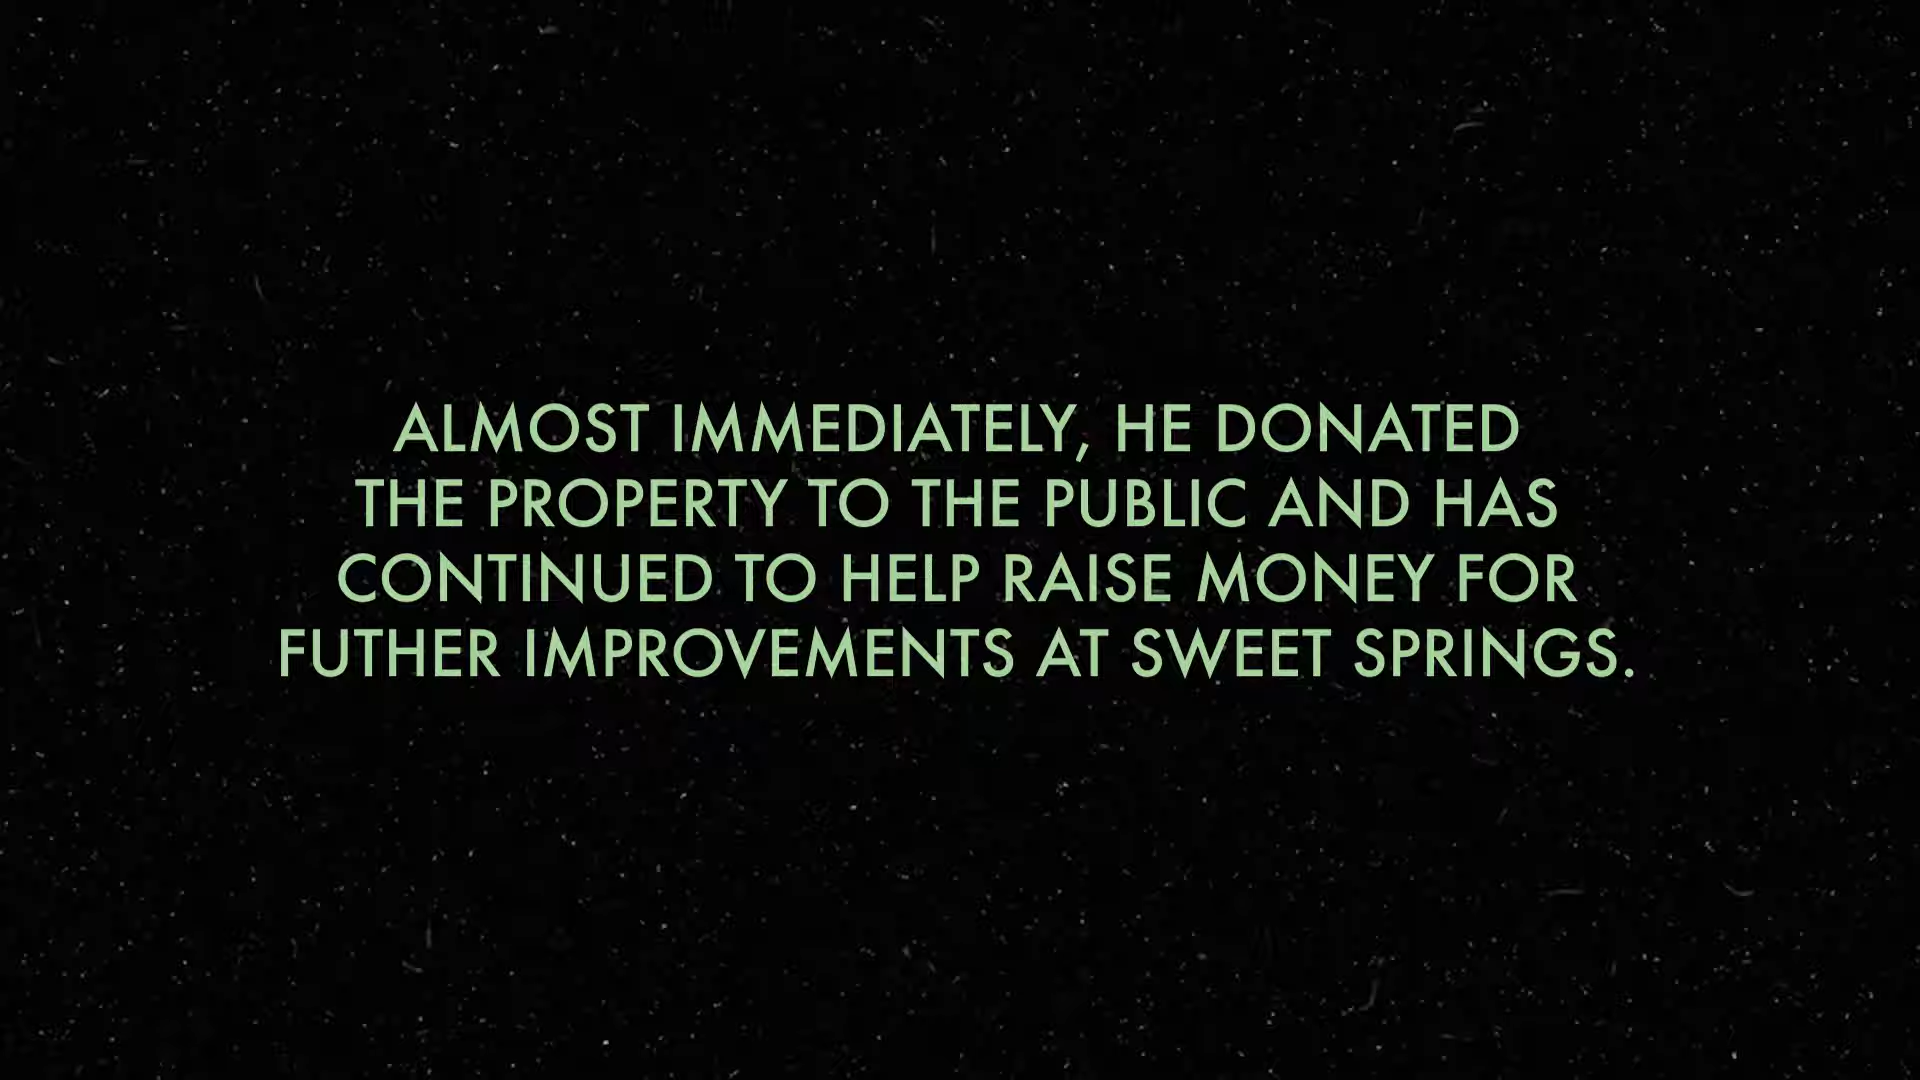 ALMOST IMMEDIATELY, HE DONATED
THE PROPERTY TO THE PUBLIC AND HAS
CONTINUED TO HELP RAISE MONEY FOR
FUTHER IMPROVEMENTS AT SWEET SPRINGS.